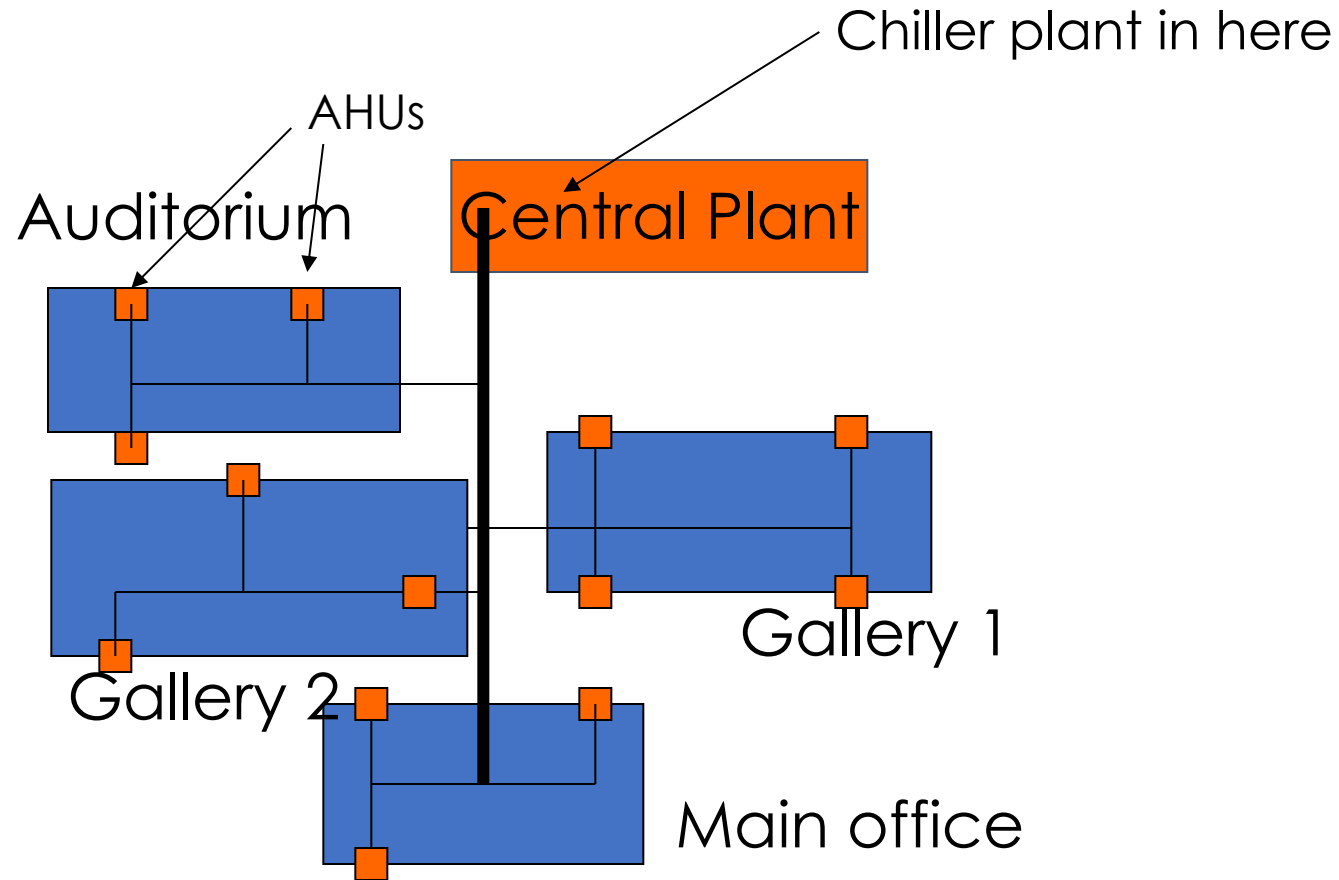 Chiller plant in here
AHUs
Auditorium
Central Plant
Gallery 1
Gallery 2
Main office